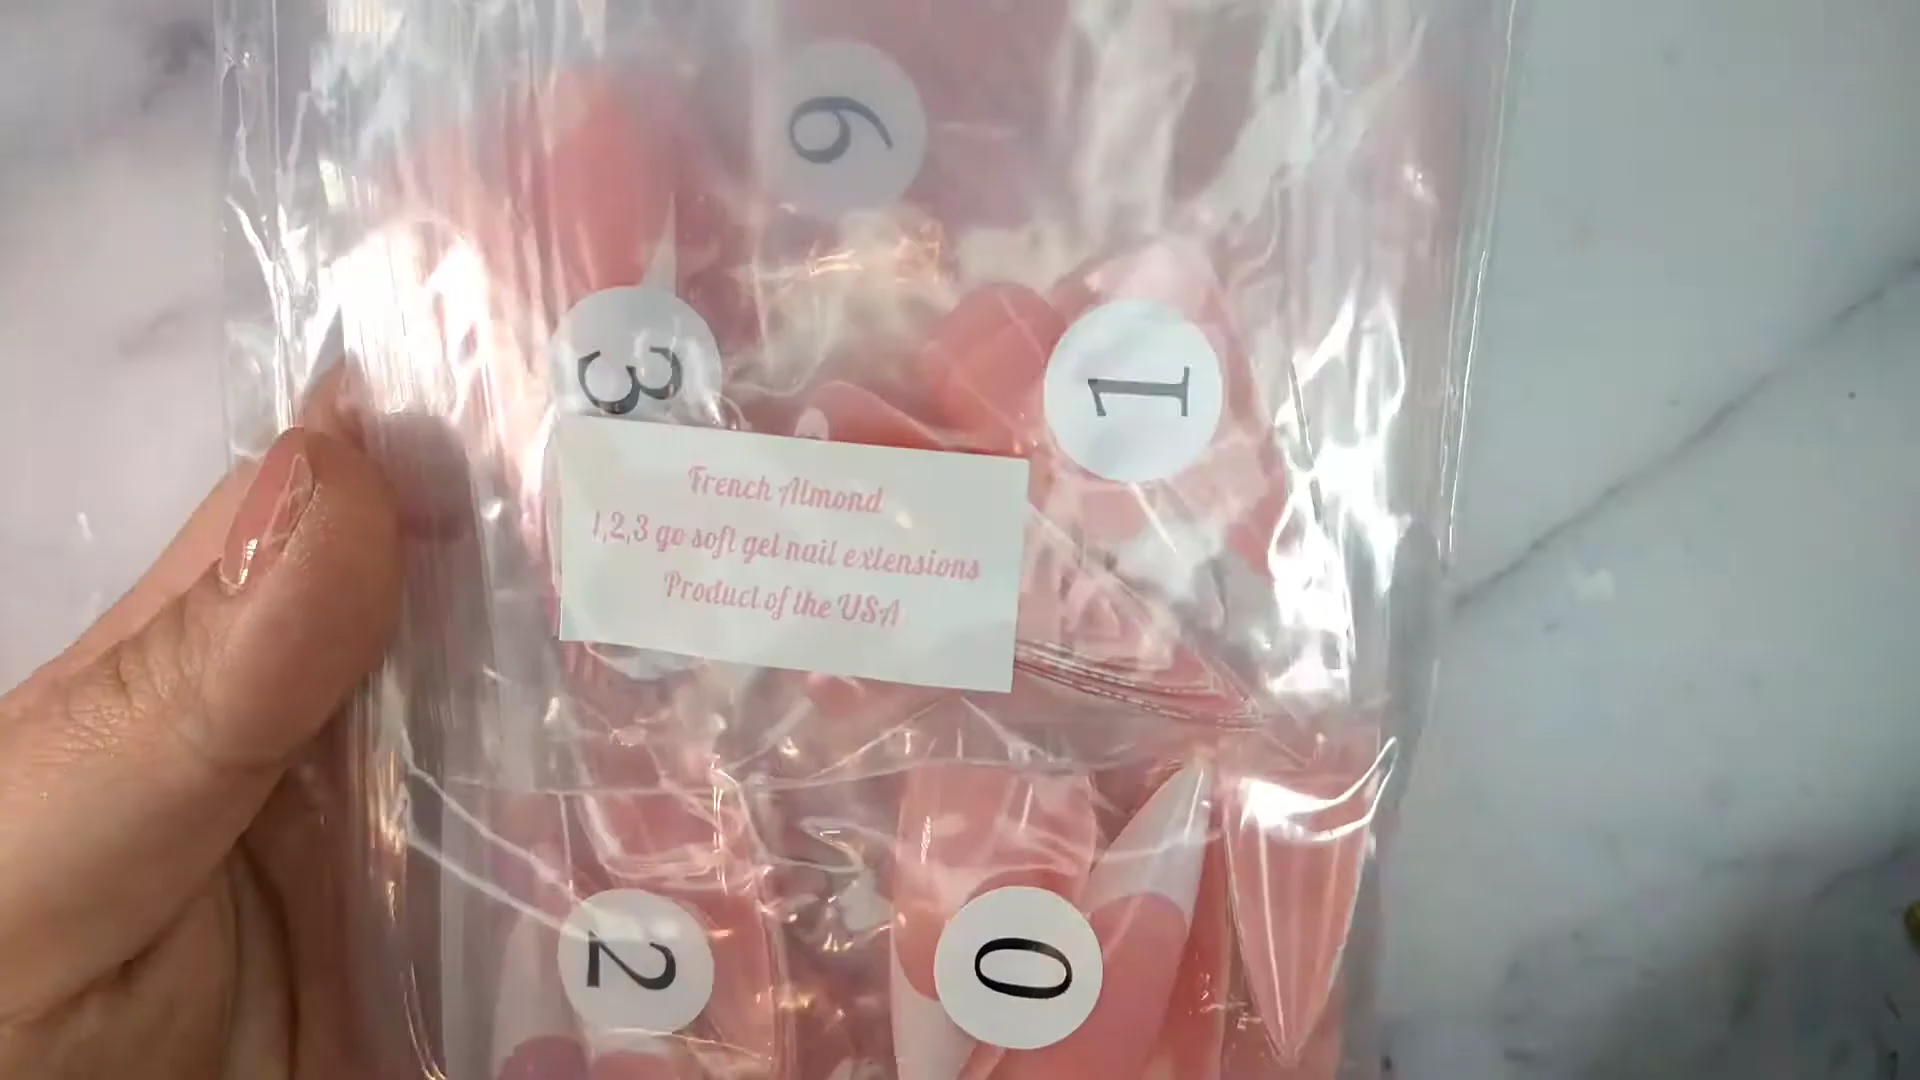 6
3
1
French Almond
1,2,3 go soft gel nail extensions
Product of the USA
2
0